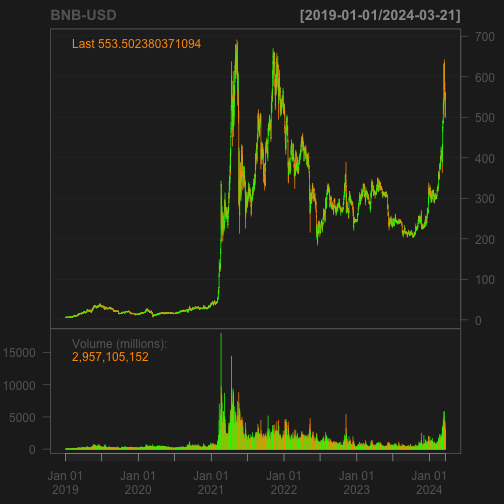 BNB-USD [2019-01-01/2024-03-21]
Last 553.502380371094
700
600
500
400
300
200
100
0
Volume (millions):
2,957,105,152
15000
10000
5000
0
Jan 01 Jan 01 Jan 01 Jan 01 Jan 01 Jan 01
2019 2020 2021 2022 2023 2024